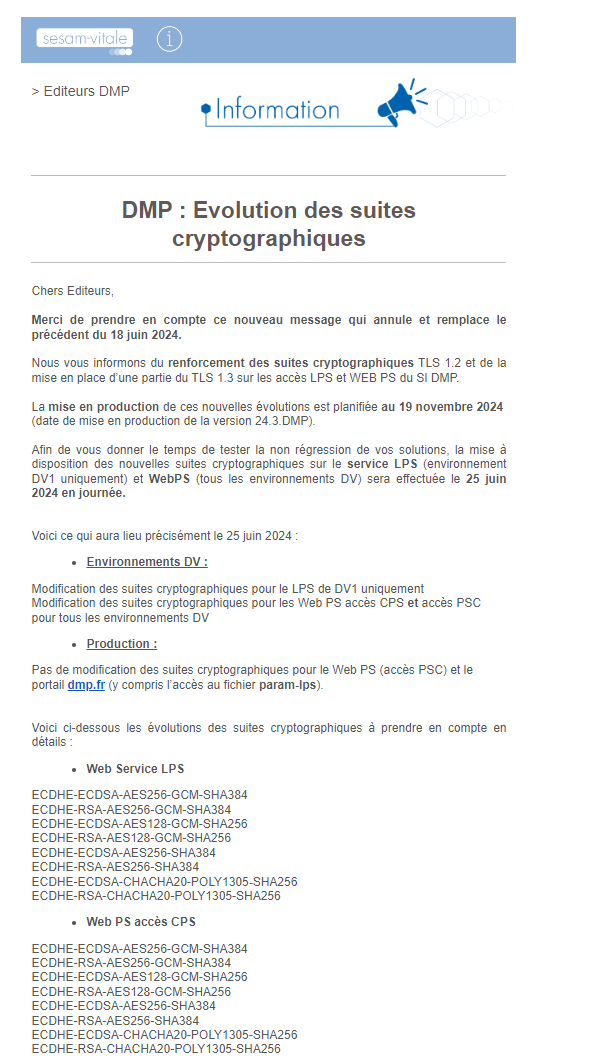 sesam-vitale
i
> Editeurs DMP
Information
DMP : Evolution des suites
cryptographiques
Chers Editeurs,
Merci de prendre en compte ce nouveau message qui annule et remplace le
précédent du 18 juin 2024.
Nous vous informons du renforcement des suites cryptographiques TLS 1.2 et de la
mise en place d'une partie du TLS 1.3 sur les accès LPS et WEB PS du SI DMP.
La mise en production de ces nouvelles évolutions est planifiée au 19 novembre 2024
(date de mise en production de la version 24.3.DMP).
Afin de vous donner le temps de tester la non régression de vos solutions, la mise à
disposition des nouvelles suites cryptographiques sur le service LPS (environnement
DV1 uniquement) et WebPS (tous les environnements DV) sera effectuée le 25 juin
2024 en journée.
Voici ce qui aura lieu précisément le 25 juin 2024 :
• Environnements DV :
Modification des suites cryptographiques pour le LPS de DV1 uniquement
Modification des suites cryptographiques pour les Web PS accès CPS et accès PSC
pour tous les environnements DV
• Production :
Pas de modification des suites cryptographiques pour le Web PS (accès PSC) et le
portail dmp.fr (y compris l'accès au fichier param-lps).
Voici ci-dessous les évolutions des suites cryptographiques à prendre en compte en
détails :
• Web Service LPS
ECDHE-ECDSA-AES256-GCM-SHA384
ECDHE-RSA-AES256-GCM-SHA384
ECDHE-ECDSA-AES128-GCM-SHA256
ECDHE-RSA-AES128-GCM-SHA256
ECDHE-ECDSA-AES256-SHA384
ECDHE-RSA-AES256-SHA384
ECDHE-ECDSA-CHACHA20-POLY1305-SHA256
ECDHE-RSA-CHACHA20-POLY1305-SHA256
• Web PS accès CPS
ECDHE-ECDSA-AES256-GCM-SHA384
ECDHE-RSA-AES256-GCM-SHA384
ECDHE-ECDSA-AES128-GCM-SHA256
ECDHE-RSA-AES128-GCM-SHA256
ECDHE-ECDSA-AES256-SHA384
ECDHE-RSA-AES256-SHA384
ECDHE-ECDSA-CHACHA20-POLY1305-SHA256
ECDHE-RSA-CHACHA20-POLY1305-SHA256